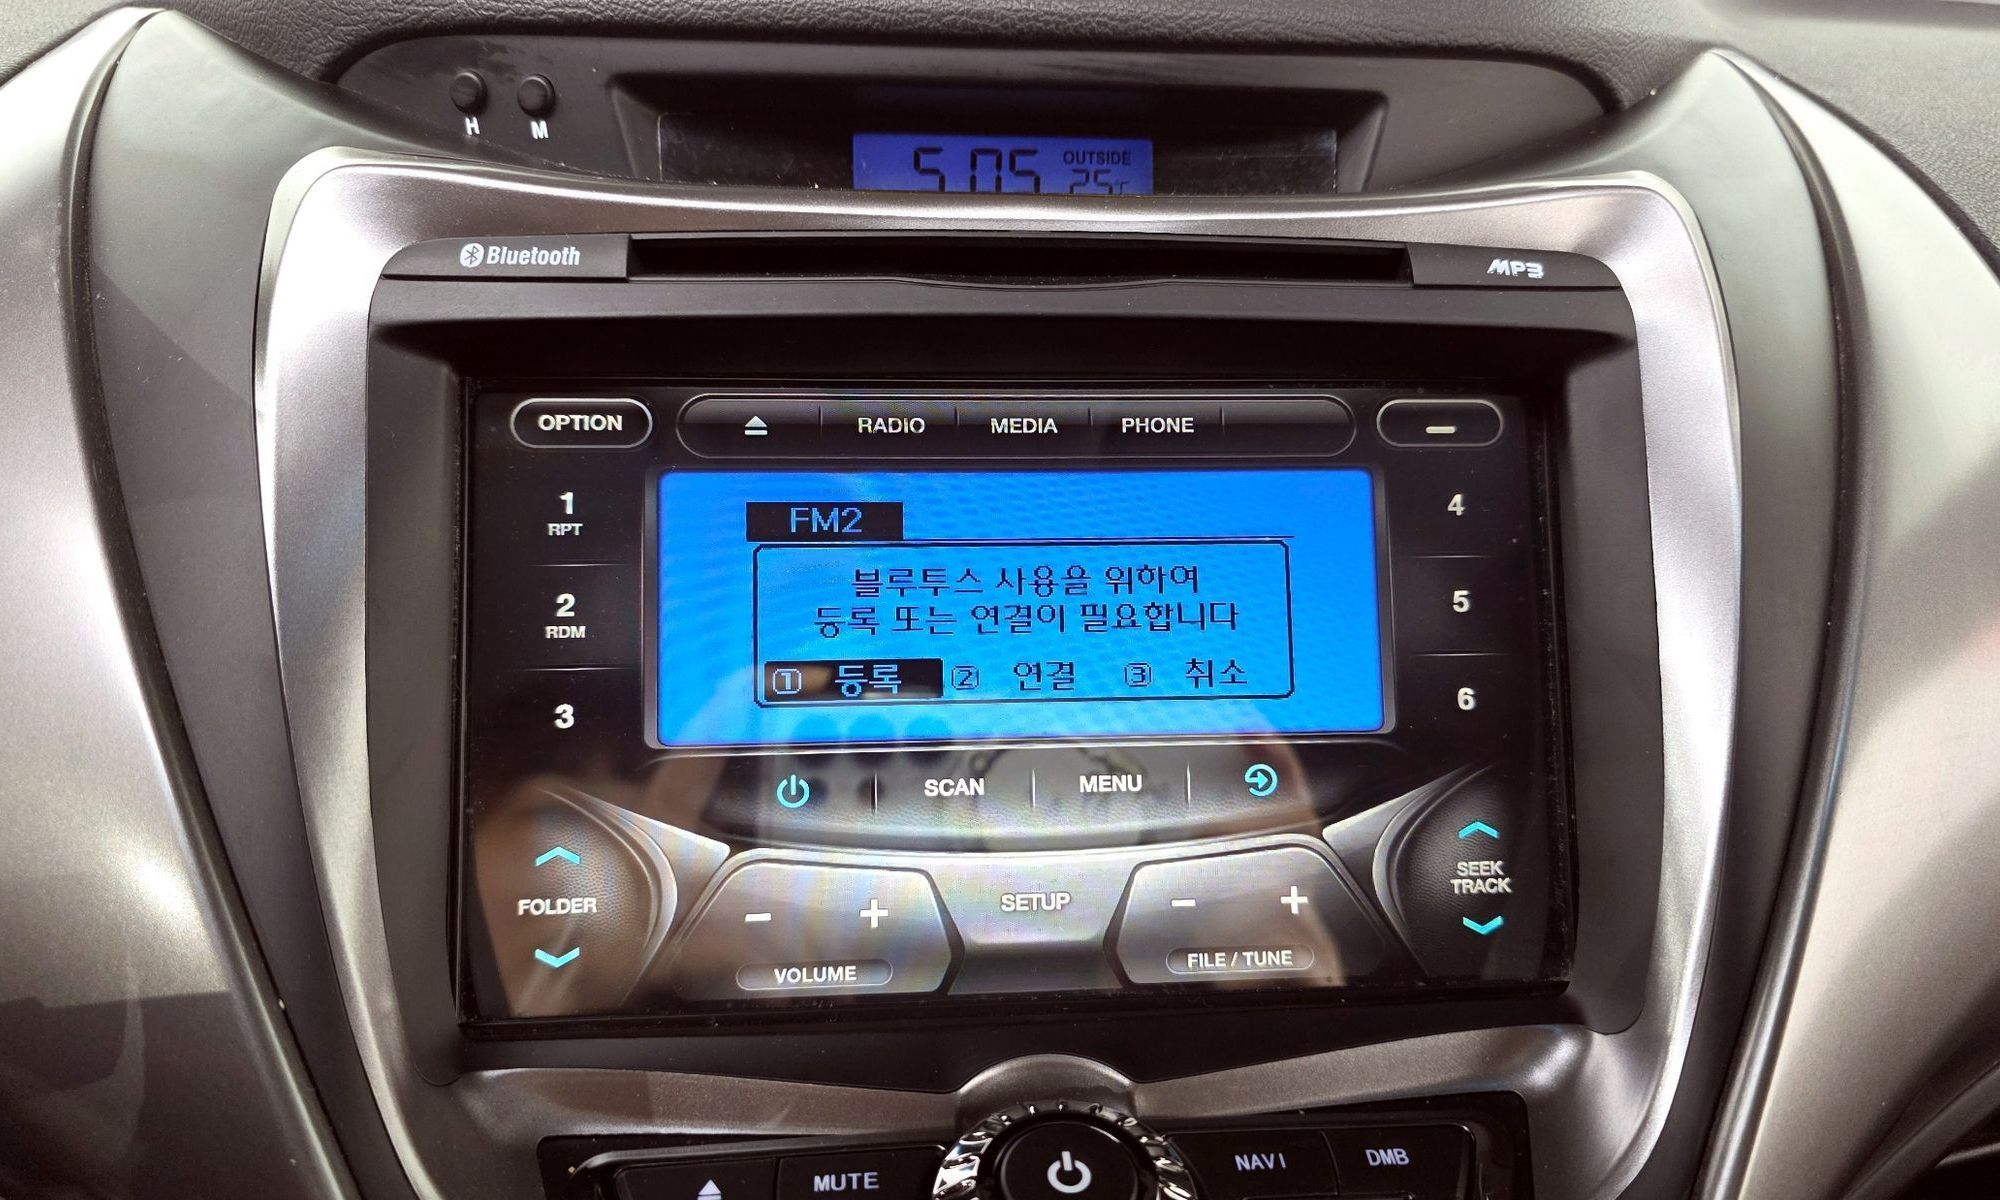 H M
5:05 OUTSIDE
25℃
Bluetooth
MP3
OPTION RADIO MEDIA PHONE
1 4
RPT
FM2
블루투스 사용을 위하여
등록 또는 연결이 필요합니다
2 5
RDM
① 등록 ② 연결 ③ 취소
3 6
SCAN MENU
FOLDER
SEEK
TRACK
SETUP
VOLUME
FILE / TUNE
MUTE
NAVI DMB